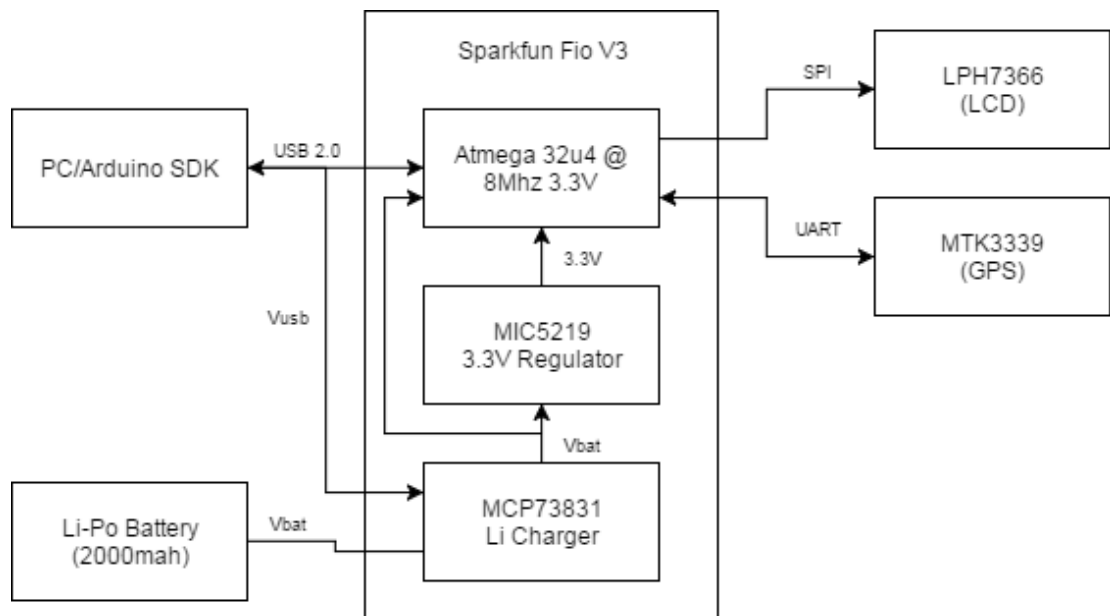 Sparkfun Fio V3
SPI
LPH7366
(LCD)
PC/Arduino SDK
USB 2.0
Atmega 32u4 @
8Mhz 3.3V
UART
MTK3339
(GPS)
3.3V
Vusb
MIC5219
3.3V Regulator
Vbat
Li-Po Battery
(2000mah)
Vbat
MCP73831
Li Charger